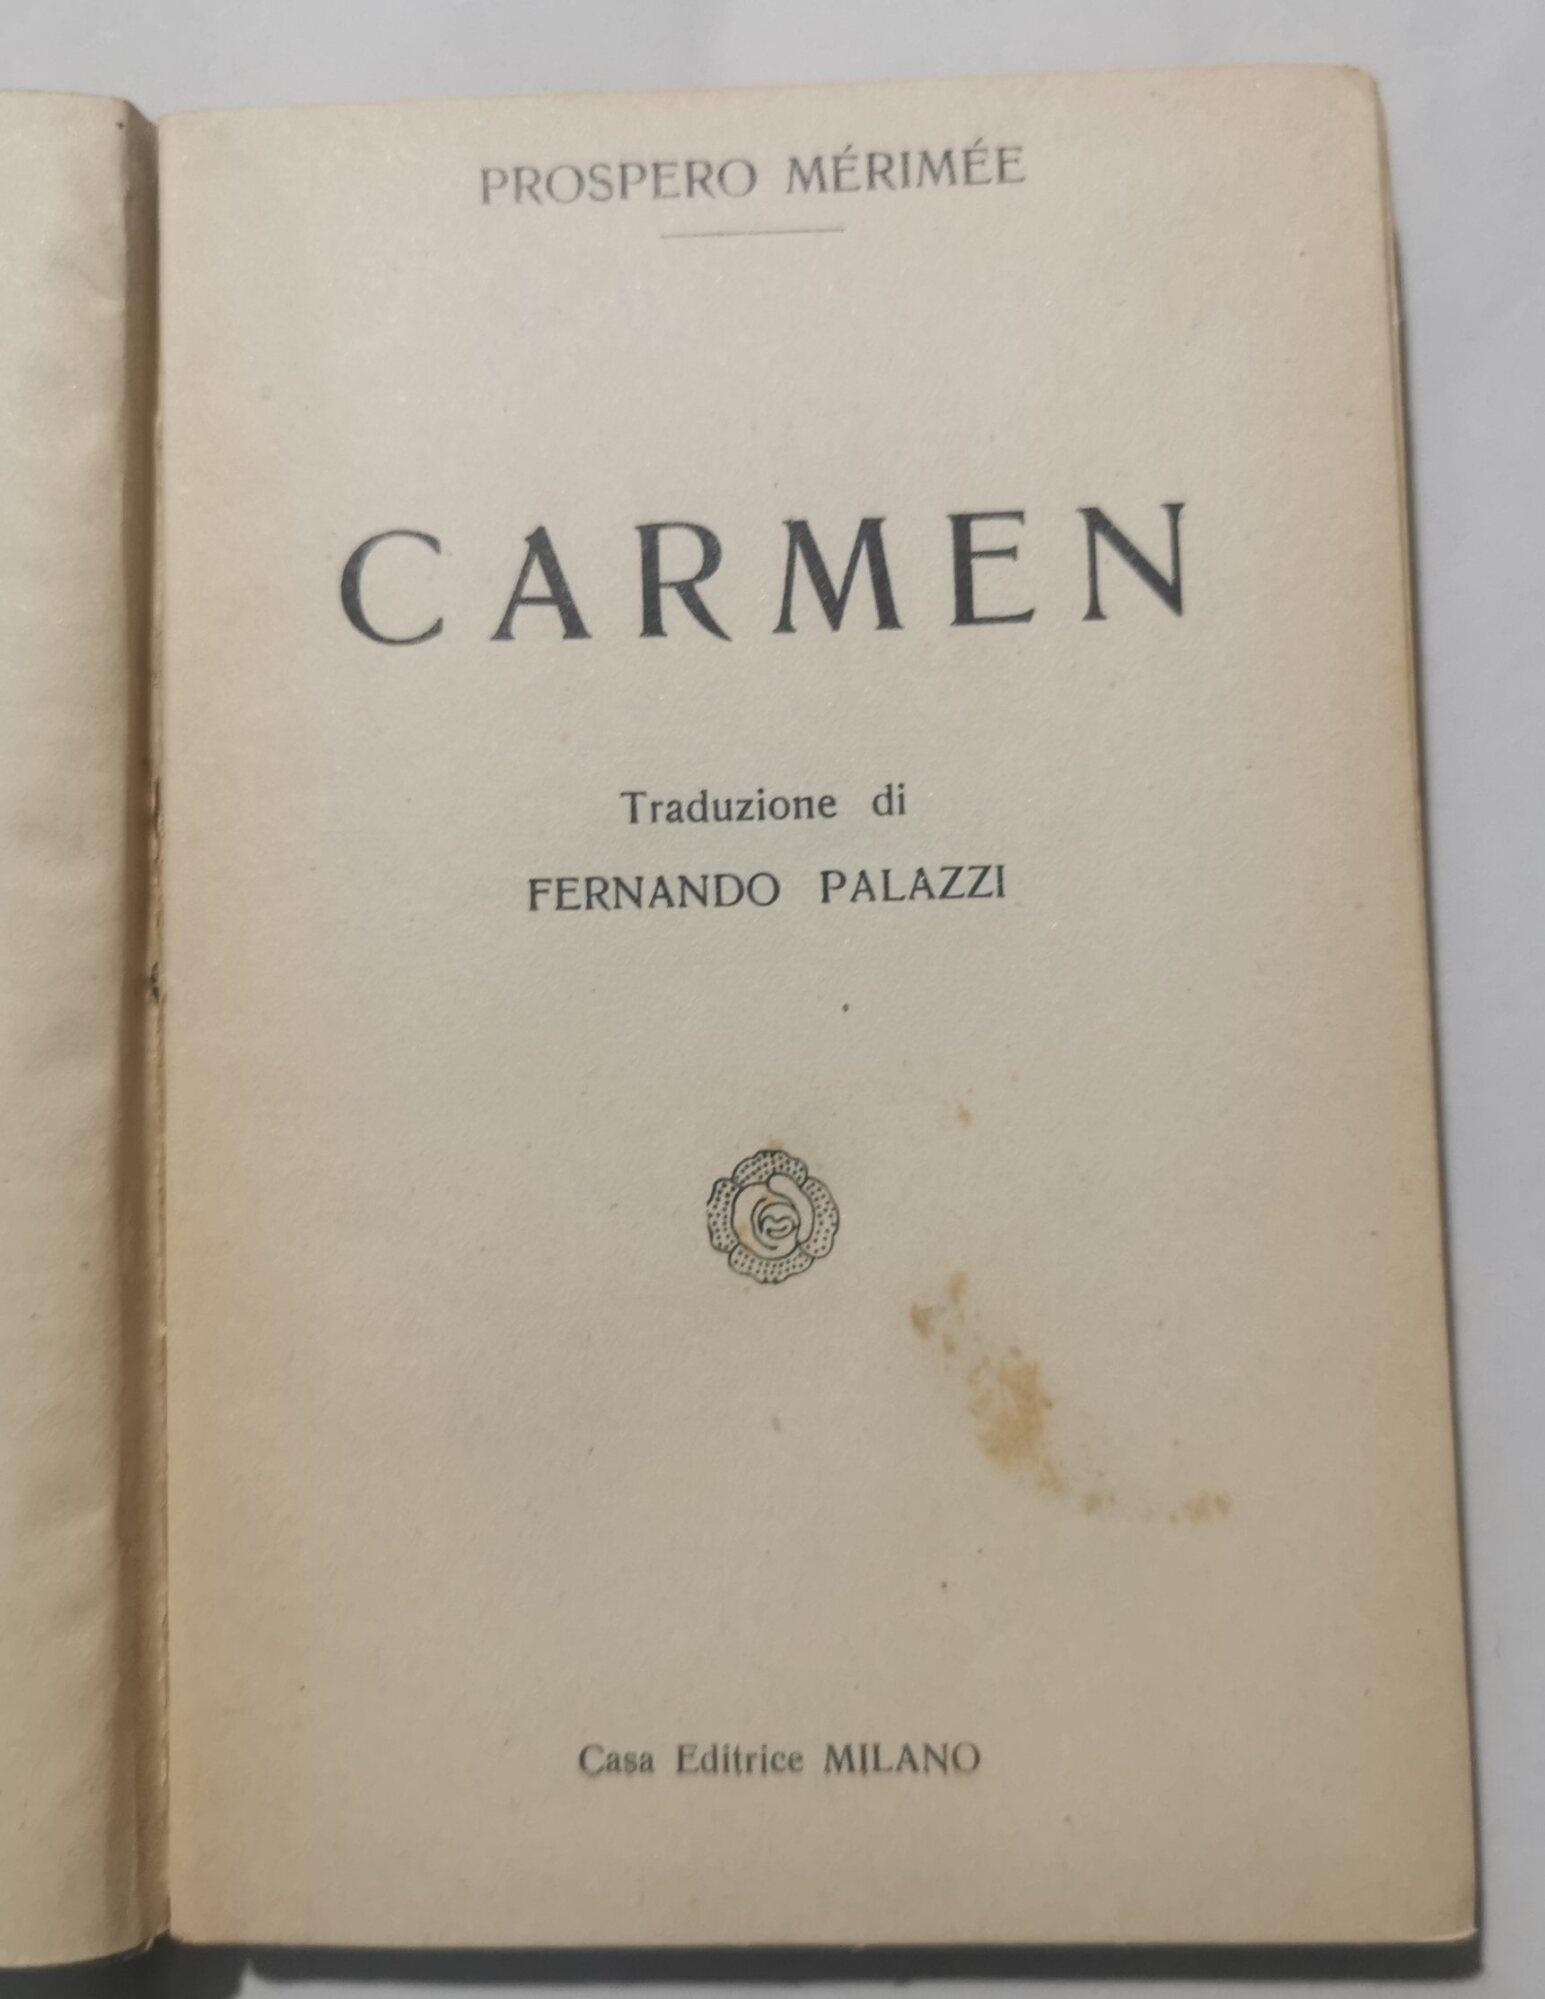 PROSPERO MÉRIMÉE
CARMEN
Traduzione di
FERNANDO PALAZZI
Casa Editrice MILANO